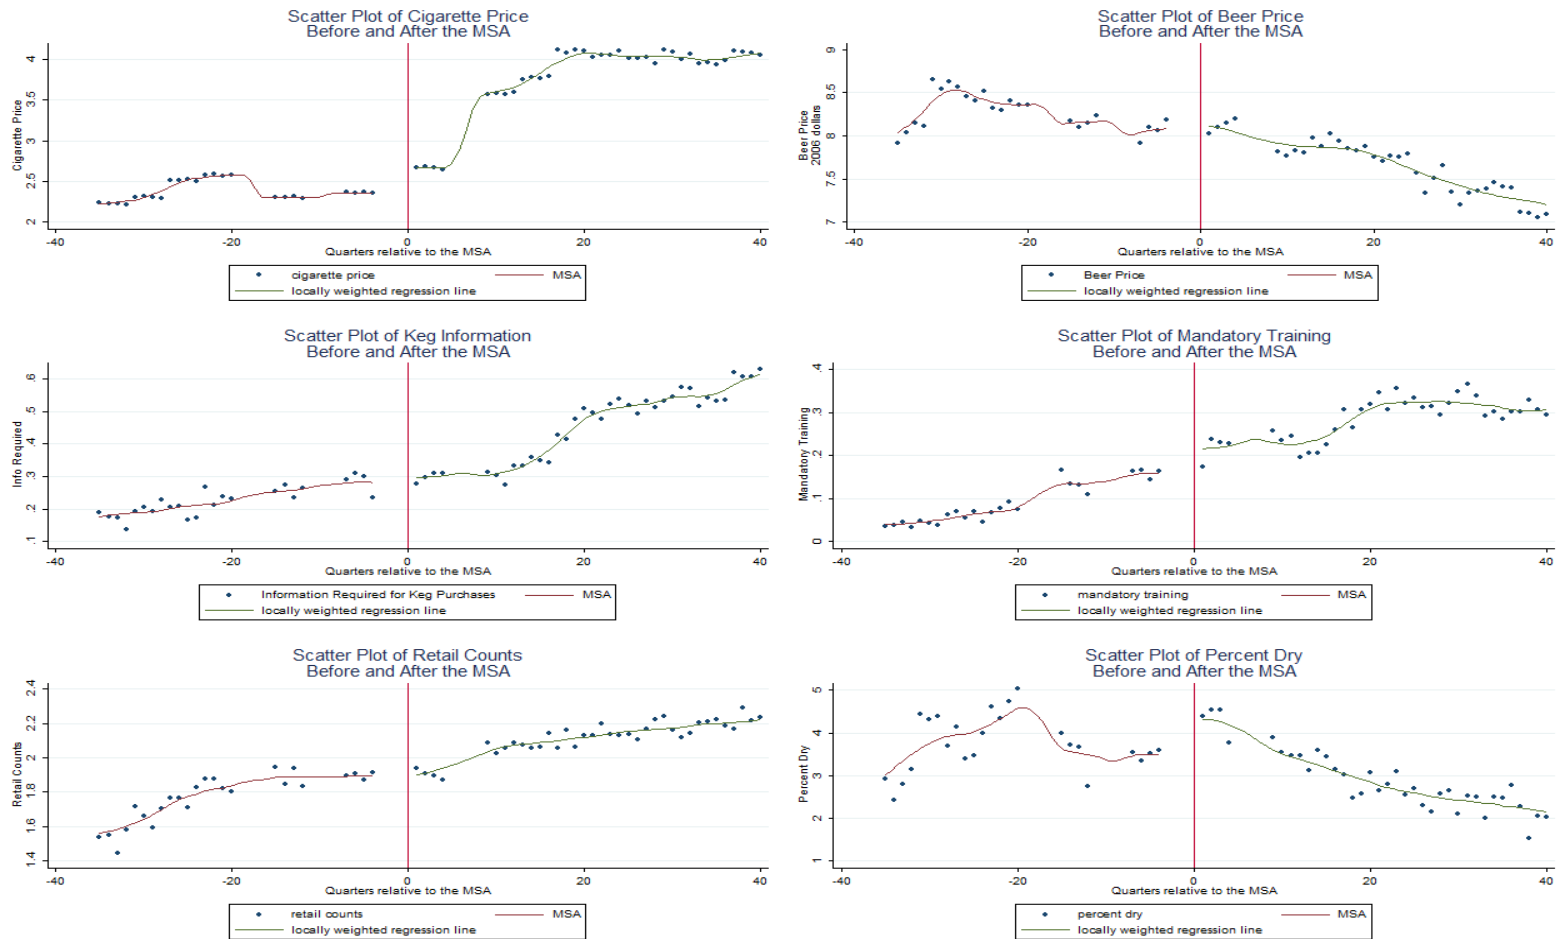 Scatter Plot of Cigarette Price
Before and After the MSA
Cigarette Price
4
3.5
3
2.5
2
-40
-20
0
20
40
Quarters relative to the MSA
cigarette price
MSA
locally weighted regression line
Scatter Plot of Beer Price
Before and After the MSA
Beer Price
2006 dollars
9
8.5
8
7.5
7
-40
-20
0
20
40
Quarters relative to the MSA
Beer Price
MSA
locally weighted regression line
Scatter Plot of Keg Information
Before and After the MSA
Info Required
.6
.5
.4
.3
.2
.1
-40
-20
0
20
40
Quarters relative to the MSA
Information Required for Keg Purchases
MSA
locally weighted regression line
Scatter Plot of Mandatory Training
Before and After the MSA
Mandatory Training
.4
.3
.2
.1
0
-40
-20
0
20
40
Quarters relative to the MSA
mandatory training
MSA
locally weighted regression line
Scatter Plot of Retail Counts
Before and After the MSA
Retail Counts
2.4
2.2
2
1.8
1.6
1.4
-40
-20
0
20
40
Quarters relative to the MSA
retail counts
MSA
locally weighted regression line
Scatter Plot of Percent Dry
Before and After the MSA
Percent Dry
5
4
3
2
1
-40
-20
0
20
40
Quarters relative to the MSA
percent dry
MSA
locally weighted regression line